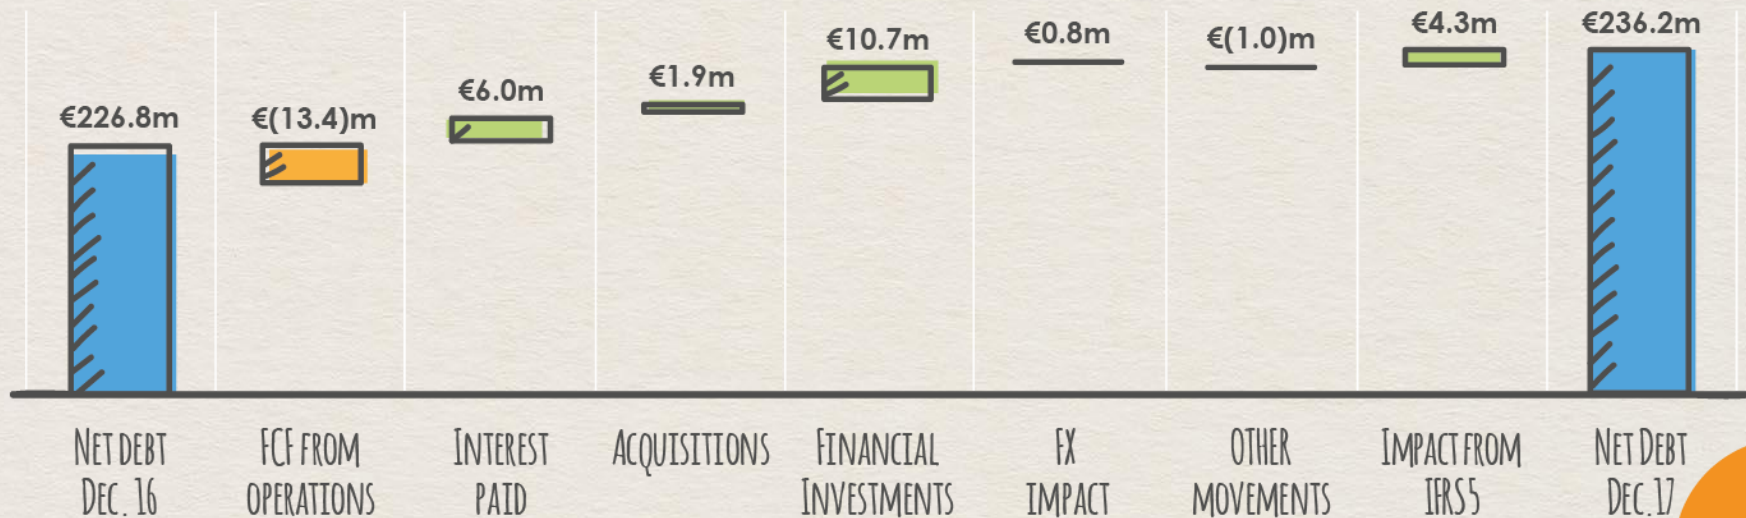 €226.8m
€(13.4)m
€6.0m
€1.9m
€10.7m
€0.8m
€(1.0)m
€4.3m
€236.2m
NET DEBT
DEC. 16
FCF FROM
OPERATIONS
INTEREST
PAID
ACQUISITIONS
FINANCIAL
INVESTMENTS
FX
IMPACT
OTHER
MOVEMENTS
IMPACT FROM
IFRS 5
NET DEBT
DEC. 17